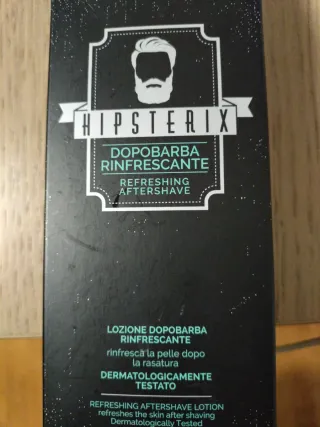 HIPSTERIX
DOPOBARBA
RINFRESCANTE
REFRESHING
AFTERSHAVE
LOZIONE DOPOBARBA
RINFRESCANTE
rinfresca la pelle dopo
la rasatura
DERMATOLOGICAMENTE
TESTATO
REFRESHING AFTERSHAVE LOTION
refreshes the skin after shaving
Dermatologically Tested